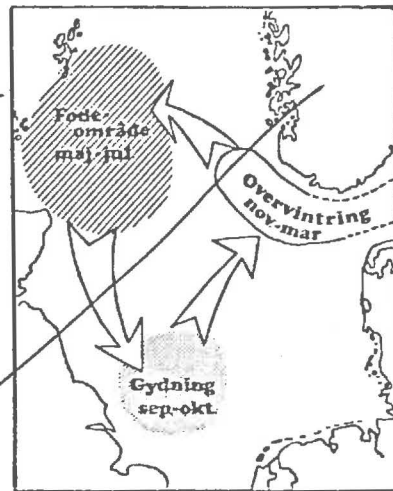 Føde-
område
maj-jul
Overvintring
nov-mar
Gydning
sep-okt.